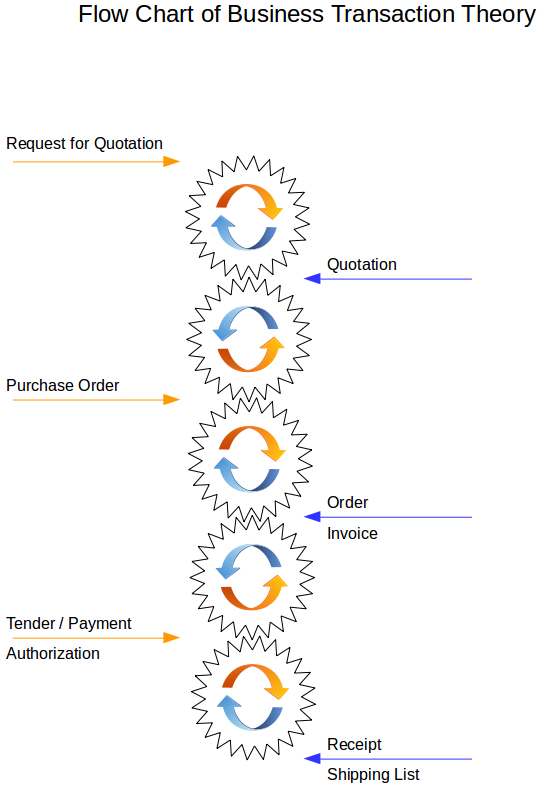 Flow Chart of Business Transaction Theory
Request for Quotation
Quotation
Purchase Order
Order
Invoice
Tender / Payment
Authorization
Receipt
Shipping List